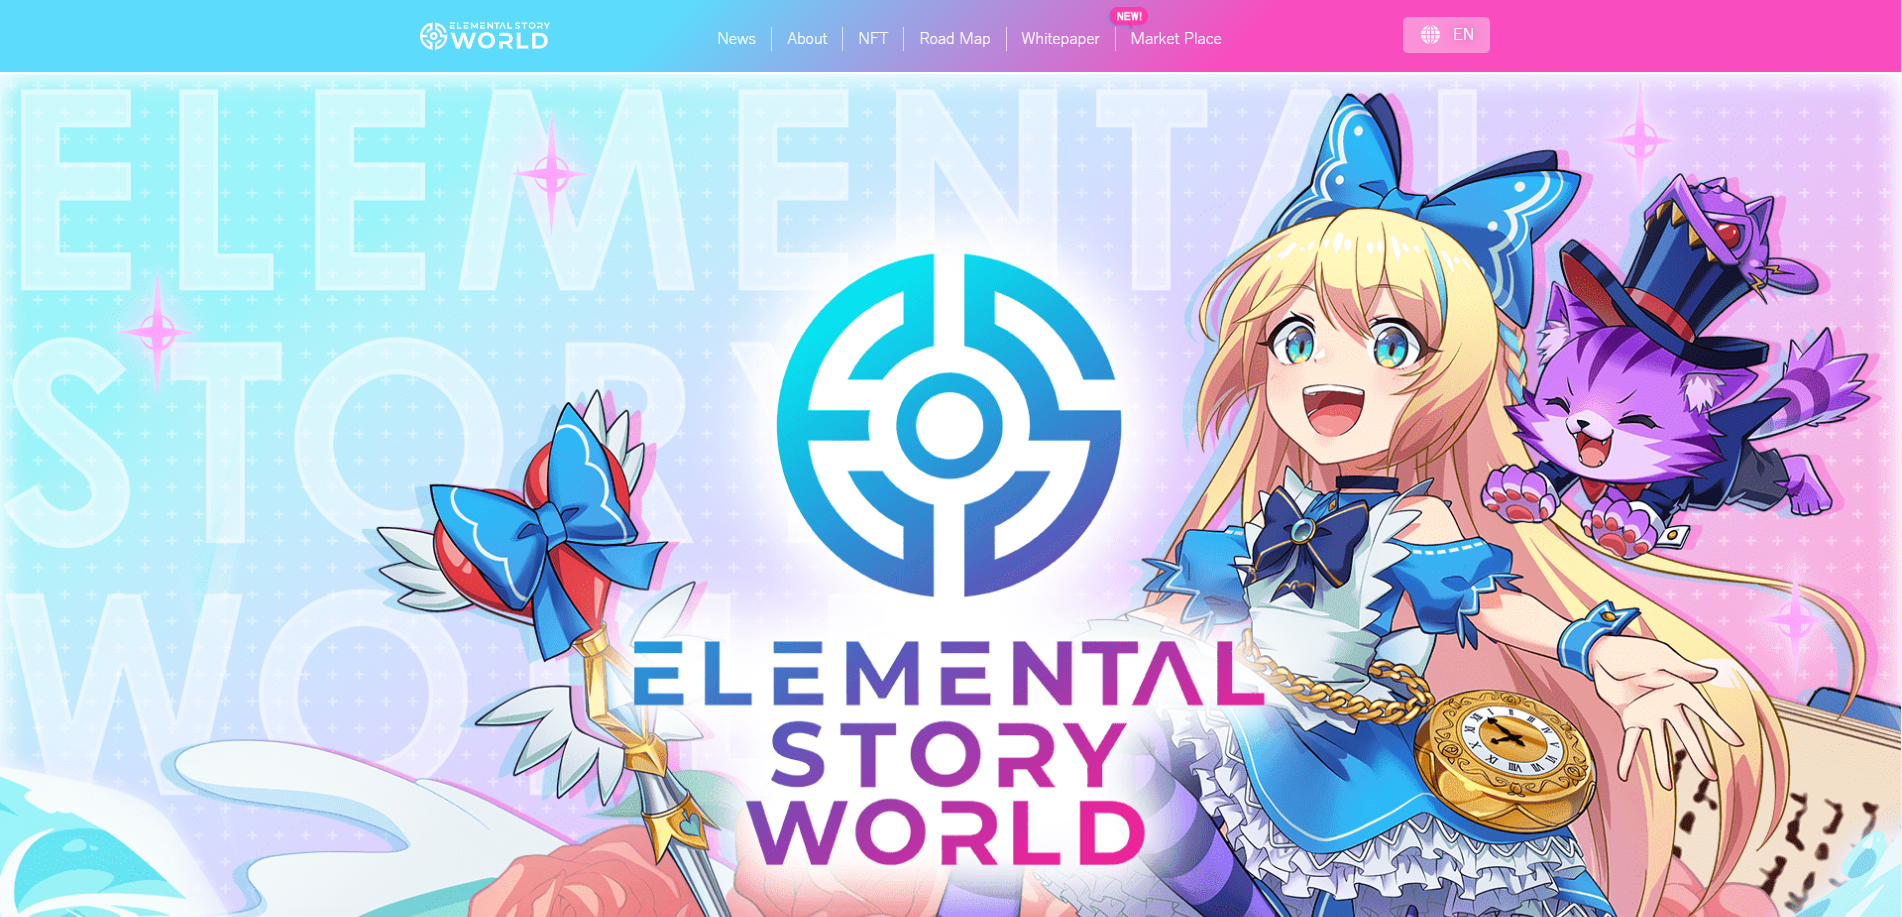 ELEMENTAL STORY
WORLD
News
About
NFT
Road Map
Whitepaper
NEW!
Market Place
EN
ELEMENTAL
STORY
WORLD
ELEMENTAL
STORY
WORLD